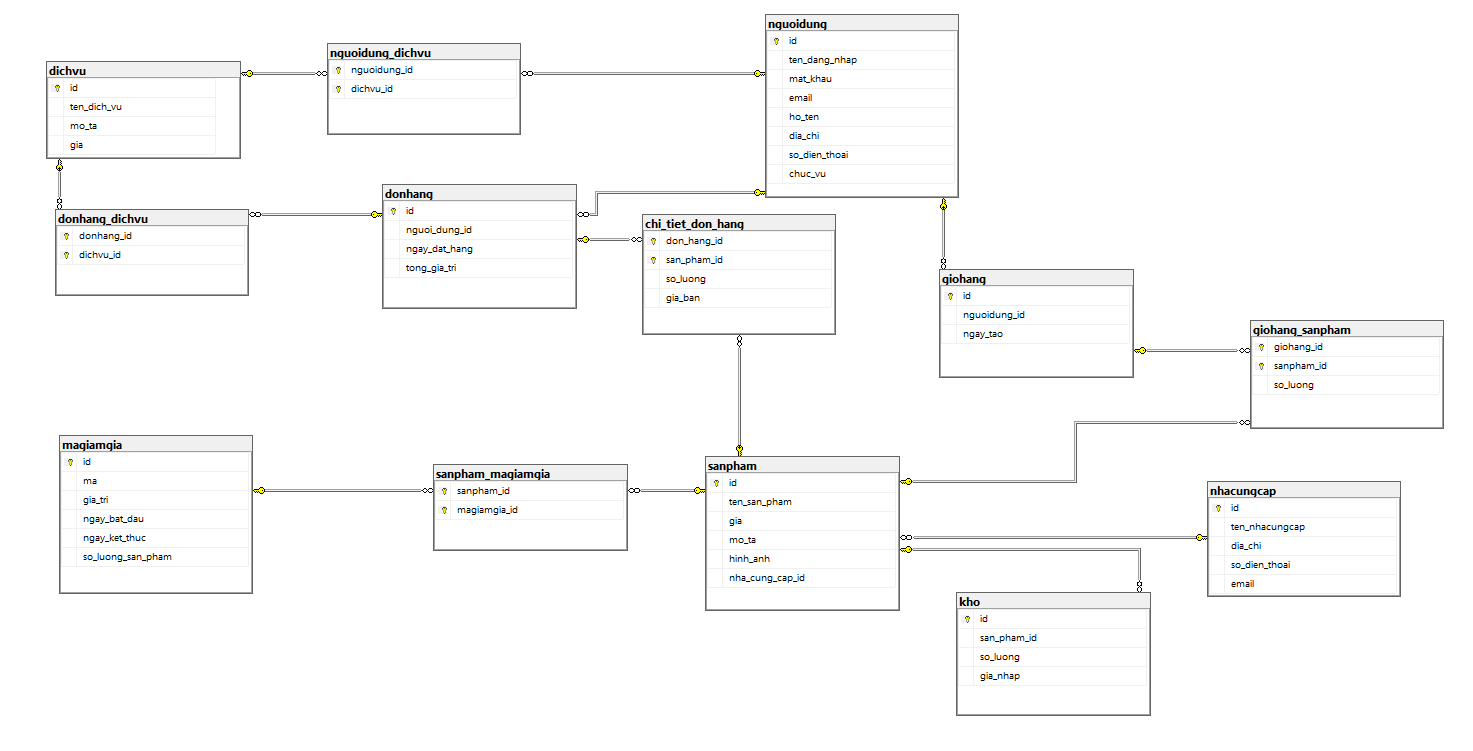 dichvu
id
ten_dich_vu
mo_ta
gia
nguoidung_dichvu
nguoidung_id
dichvu_id
nguoidung
id
ten_dang_nhap
mat_khau
email
ho_ten
dia_chi
so_dien_thoai
chuc_vu
donhang_dichvu
donhang_id
dichvu_id
donhang
id
nguoi_dung_id
ngay_dat_hang
tong_gia_tri
chi_tiet_don_hang
don_hang_id
san_pham_id
so_luong
gia_ban
giohang
id
nguoidung_id
ngay_tao
giohang_sanpham
giohang_id
sanpham_id
so_luong
magiamgia
id
ma
gia_tri
ngay_bat_dau
ngay_ket_thuc
so_luong_san_pham
sanpham_magiamgia
sanpham_id
magiamgia_id
sanpham
id
ten_san_pham
gia
mo_ta
hinh_anh
nha_cung_cap_id
nhacungcap
id
ten_nhacungcap
dia_chi
so_dien_thoai
email
kho
id
san_pham_id
so_luong
gia_nhap